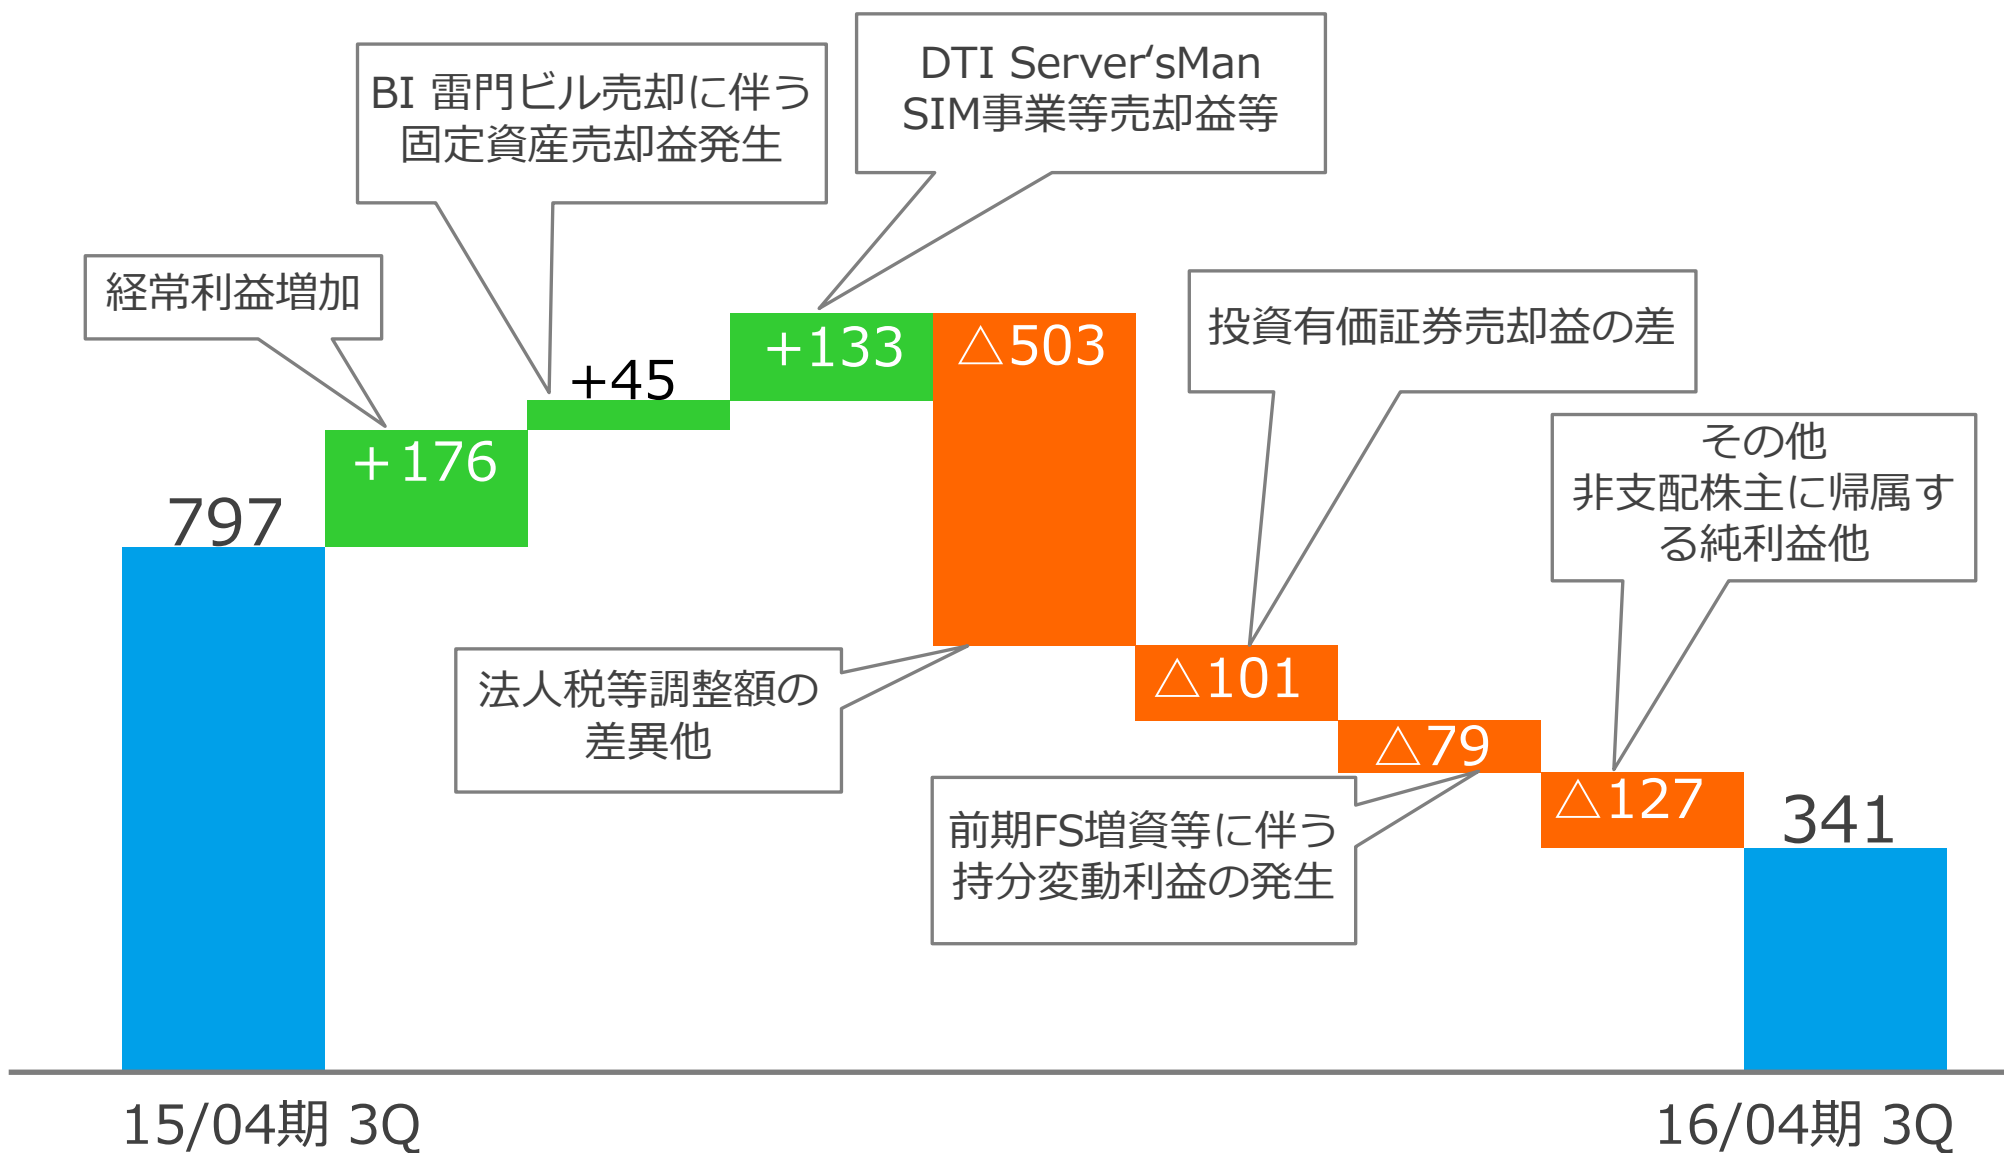 DTI Server‘sMan
SIM事業等売却益等
BI 雷門ビル売却に伴う
固定資産売却益発生
経常利益増加
投資有価証券売却益の差
+133
△503
+45
+176
797
その他
非支配株主に帰属す
る純利益他
法人税等調整額の
差異他
△101
△79
△127
341
前期FS増資等に伴う
持分変動利益の発生
15/04期 3Q
16/04期 3Q